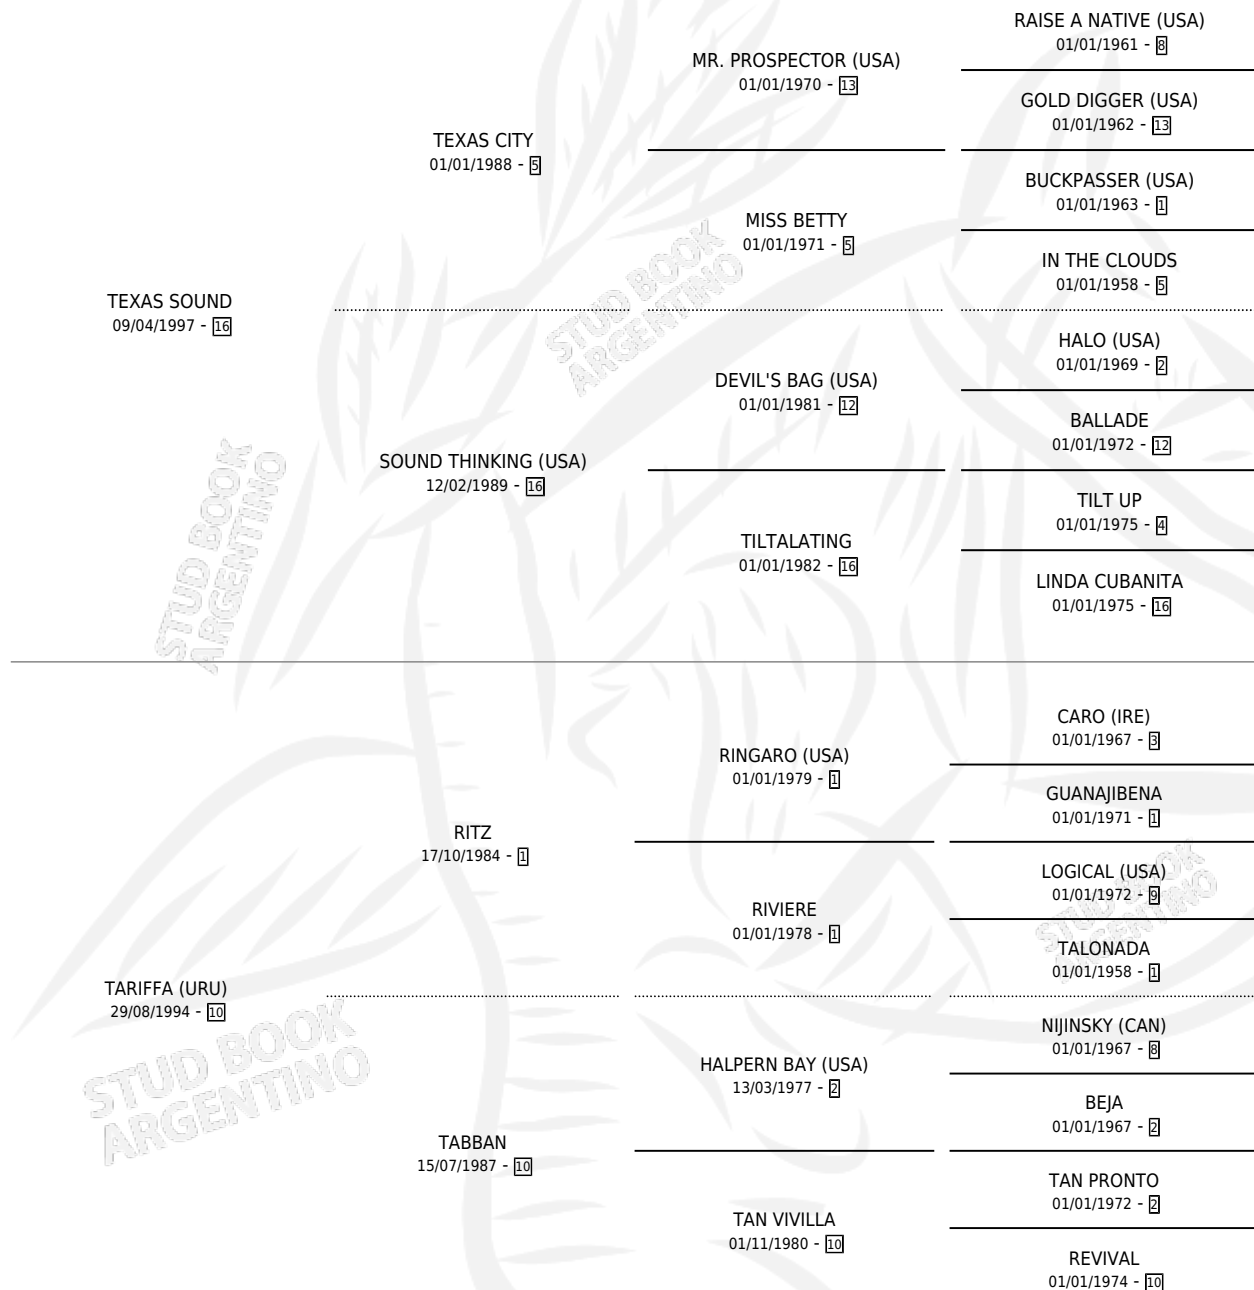 RAISE A NATIVE (USA)
01/01/1961 - 8
MR. PROSPECTOR (USA)
01/01/1970 - 13
GOLD DIGGER (USA)
01/01/1962 - 13
TEXAS CITY
01/01/1988 - 5
BUCKPASSER (USA)
01/01/1963 - 1
MISS BETTY
01/01/1971 - 5
IN THE CLOUDS
01/01/1958 - 5
TEXAS SOUND
09/04/1997 - 16
STUD BOOK
ARGENTINO
HALO (USA)
01/01/1969 - 2
DEVIL'S BAG (USA)
01/01/1981 - 12
BALLADE
01/01/1972 - 12
SOUND THINKING (USA)
12/02/1989 - 16
TILT UP
01/01/1975 - 4
TILTALATING
01/01/1982 - 16
LINDA CUBANITA
01/01/1975 - 16
STUD BOOK
ARGENTINO
CARO (IRE)
01/01/1967 - 3
RINGARO (USA)
01/01/1979 - 1
GUANAJIBENA
01/01/1971 - 1
RITZ
17/10/1984 - 1
LOGICAL (USA)
01/01/1972 - 9
RIVIERE
01/01/1978 - 1
TALONADA
01/01/1958 - 1
STUD BOOK
ARGENTINO
TARIFFA (URU)
29/08/1994 - 10
NIJINSKY (CAN)
01/01/1967 - 8
HALPERN BAY (USA)
13/03/1977 - 2
BEJA
01/01/1967 - 2
STUD BOOK
ARGENTINO
TABBAN
15/07/1987 - 10
TAN PRONTO
01/01/1972 - 2
TAN VIVILLA
01/11/1980 - 10
REVIVAL
01/01/1974 - 10